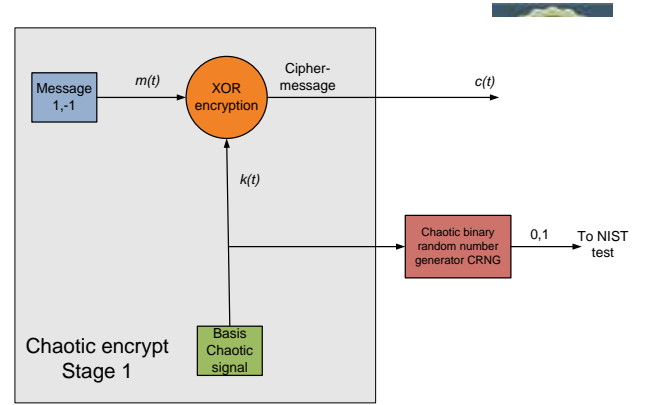 Message
1,-1
m(t)
XOR
encryption
Cipher-
message
c(t)
k(t)
Chaotic binary
random number
generator CRNG
0,1
To NIST
test
Basis
Chaotic
signal
Chaotic encrypt
Stage 1